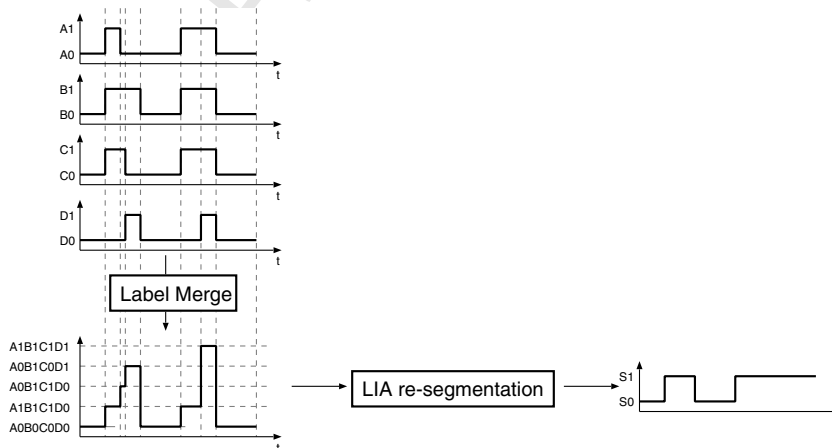 A1
A0
t
B1
B0
t
C1
C0
t
D1
D0
t
Label Merge
A1B1C1D1
A0B1C0D1
A0B1C1D0
A1B1C1D0
A0B0C0D0
t
LIA re-segmentation
S1
S0